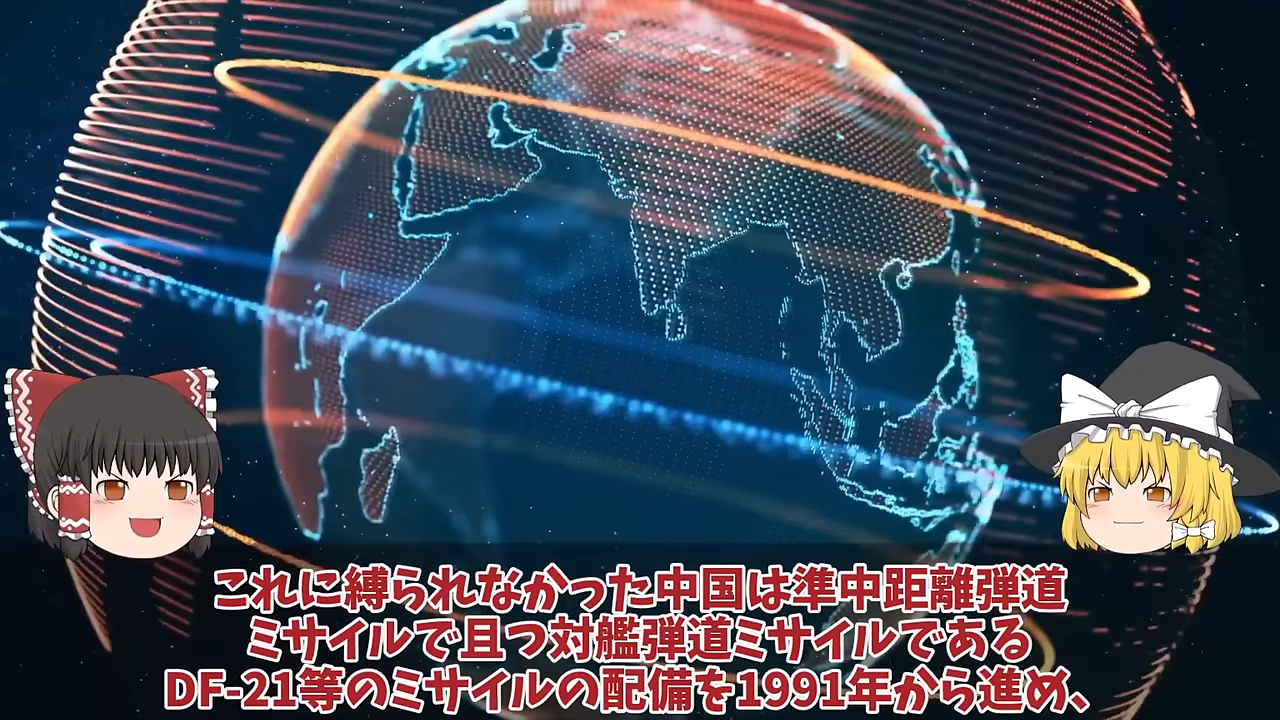 これに縛られなかった中国は準中距離弾道
ミサイルで且つ対艦弾道ミサイルである
DF-21等のミサイルの配備を1991年から進め、